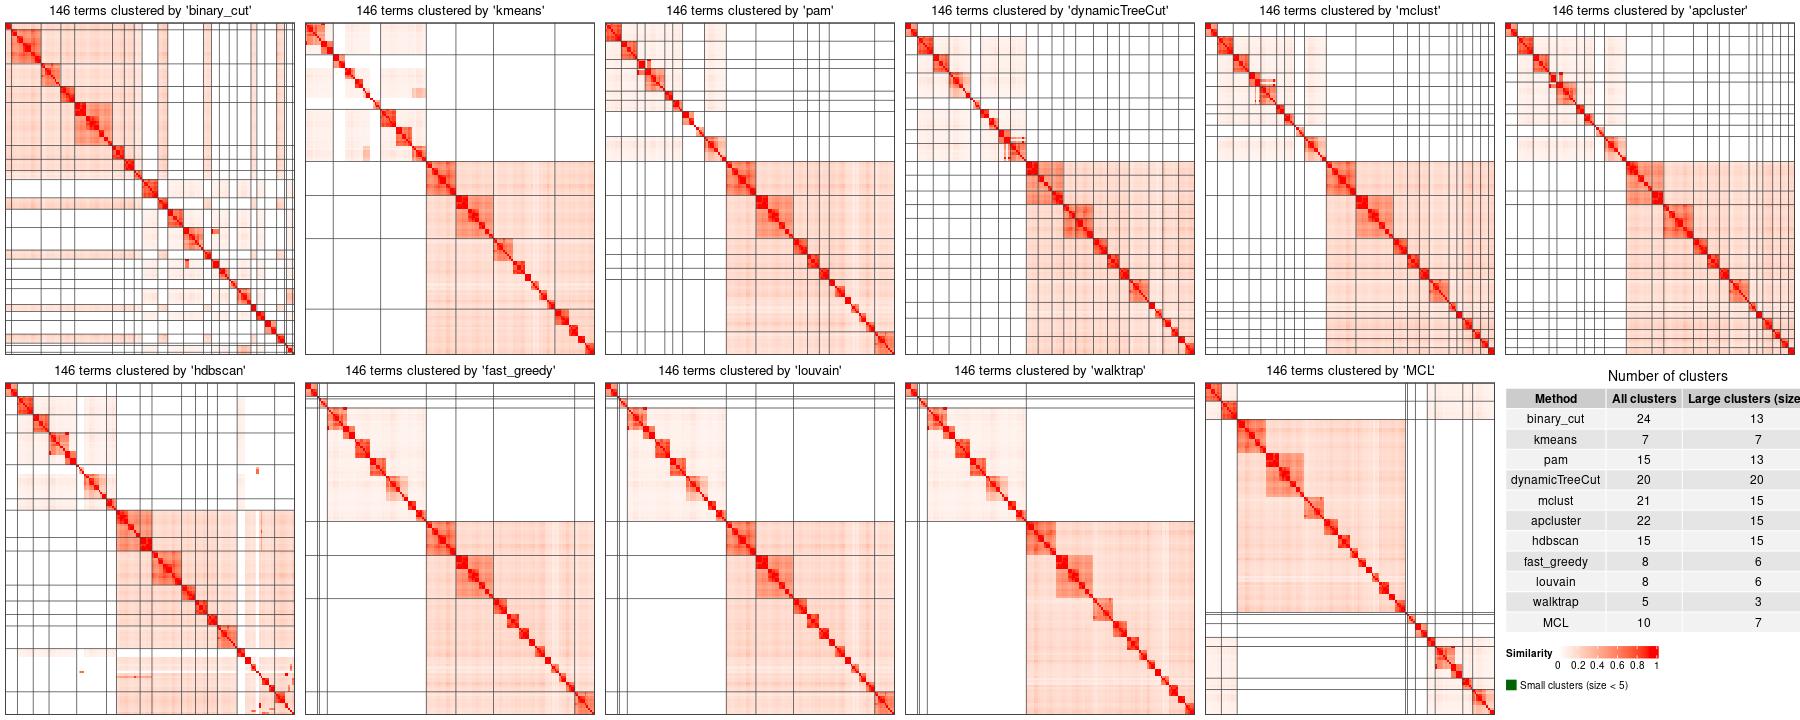 146 terms clustered by 'binary_cut'
146 terms clustered by 'kmeans'
146 terms clustered by 'pam'
146 terms clustered by 'dynamicTreeCut'
146 terms clustered by 'mclust'
146 terms clustered by 'apcluster'
146 terms clustered by 'hdbscan'
146 terms clustered by 'fast_greedy'
146 terms clustered by 'louvain'
146 terms clustered by 'walktrap'
146 terms clustered by 'MCL'
Number of clusters
Method All clusters Large clusters (size
binary_cut 24 13
kmeans 7 7
pam 15 13
dynamicTreeCut 20 20
mclust 21 15
apcluster 22 15
hdbscan 15 15
fast_greedy 8 6
louvain 8 6
walktrap 5 3
MCL 10 7
Similarity
0 0.2 0.4 0.6 0.8 1
Small clusters (size < 5)